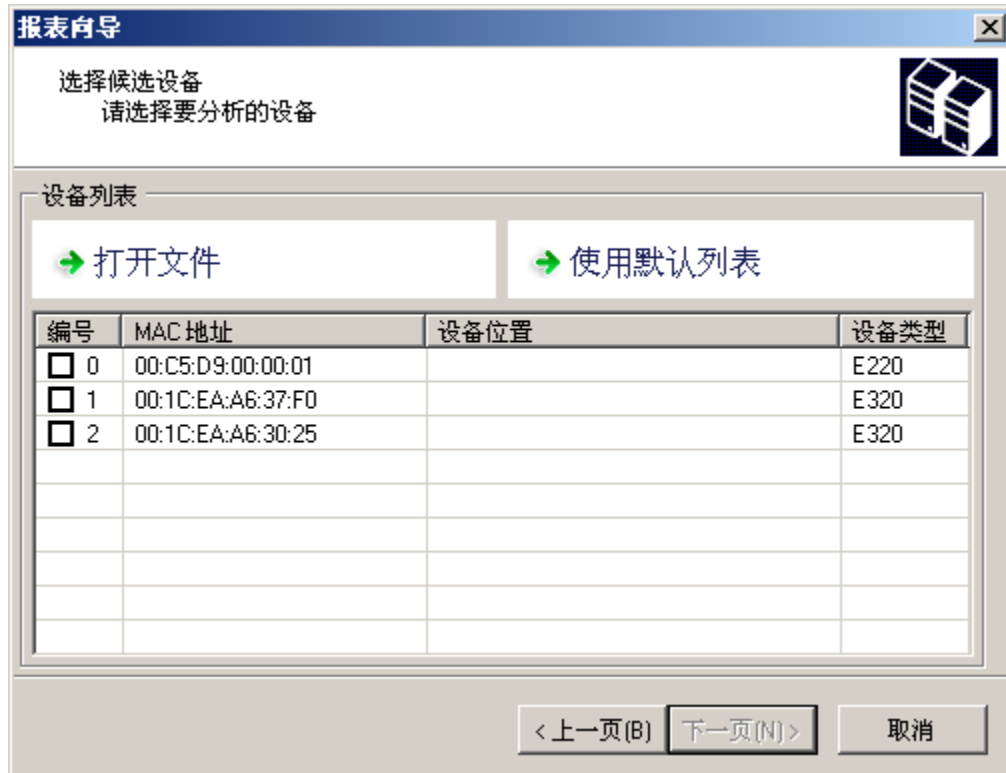 报表向导
选择候选设备
请选择要分析的设备
设备列表
打开文件 使用默认列表
编号 MAC 地址 设备位置 设备类型
0 00:C5:D9:00:00:01 E220
1 00:1C:EA:A6:37:F0 E320
2 00:1C:EA:A6:30:25 E320
<上一页(B) 下一页(N)> 取消